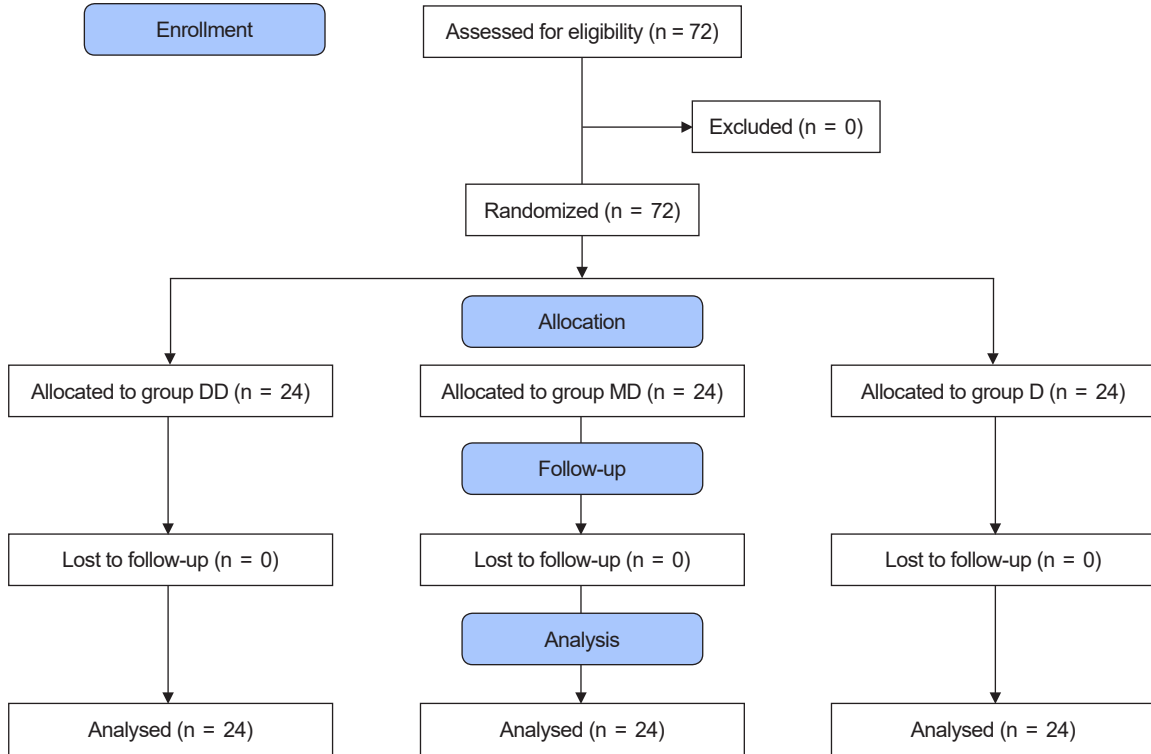 Enrollment
Assessed for eligibility (n = 72)
Excluded (n = 0)
Randomized (n = 72)
Allocation
Allocated to group DD (n = 24)
Allocated to group MD (n = 24)
Allocated to group D (n = 24)
Follow-up
Lost to follow-up (n = 0)
Lost to follow-up (n = 0)
Lost to follow-up (n = 0)
Analysis
Analysed (n = 24)
Analysed (n = 24)
Analysed (n = 24)